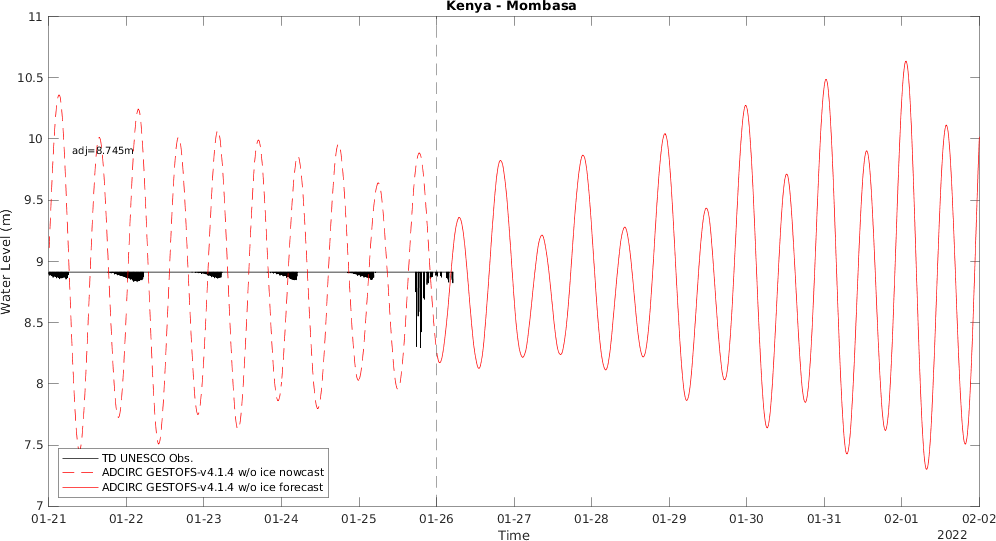 Kenya - Mombasa
11
10.5
10
9.5
9
8.5
8
7.5
7
Water Level (m)
adj=8.745m
TD UNESCO Obs.
ADCIRC GESTOFS-v4.1.4 w/o ice nowcast
ADCIRC GESTOFS-v4.1.4 w/o ice forecast
01-21 01-22 01-23 01-24 01-25 01-26 01-27 01-28 01-29 01-30 01-31 02-01 02-02
Time
2022